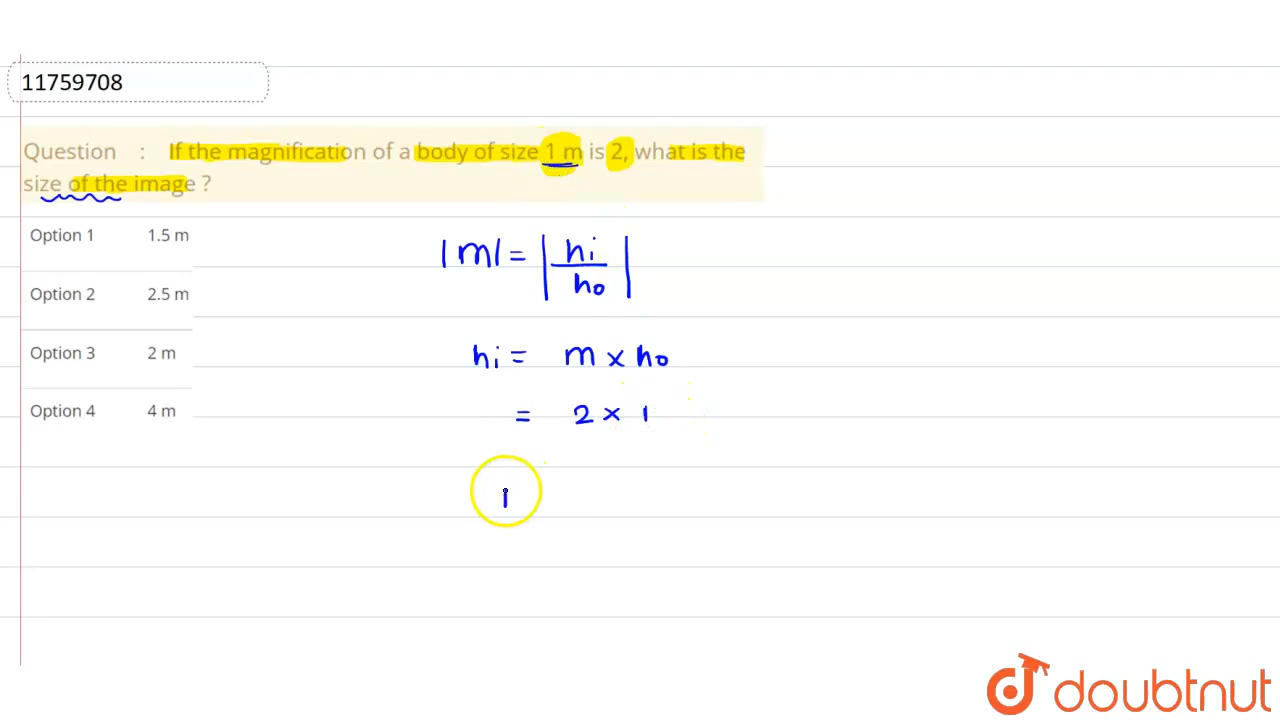 11759708
Question : If the magnification of a body of size 1 m is 2, what is the
size of the image ?
Option 1 1.5 m
Option 2 2.5 m
Option 3 2 m
Option 4 4 m
|m| = | hi / ho |
hi = m × ho
= 2 × 1
doubtnut